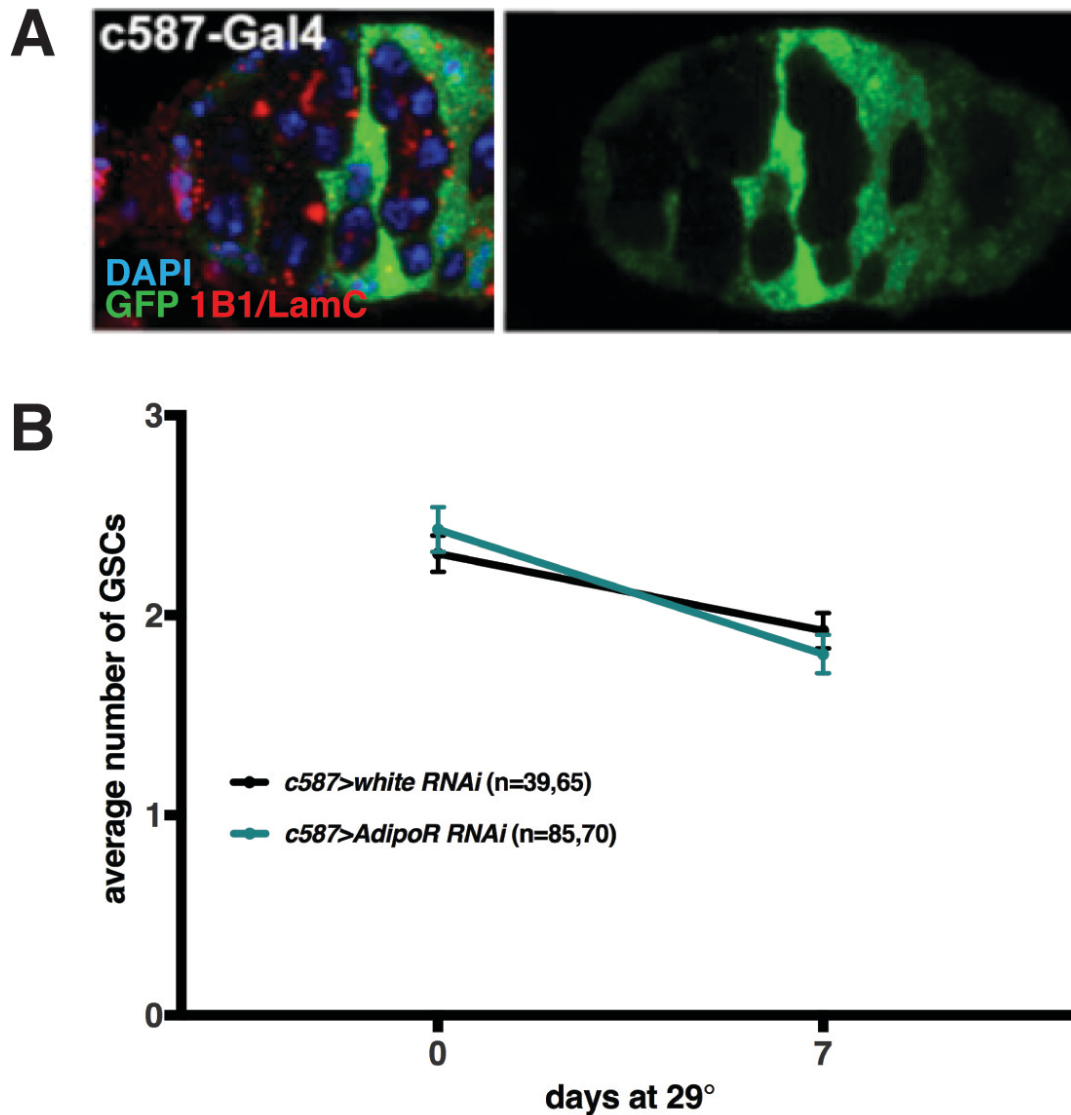 A
c587-Gal4
DAPI
GFP 1B1/LamC
B
average number of GSCs
3
2
1
0
c587>white RNAi (n=39,65)
c587>AdipoR RNAi (n=85,70)
0 7
days at 29°